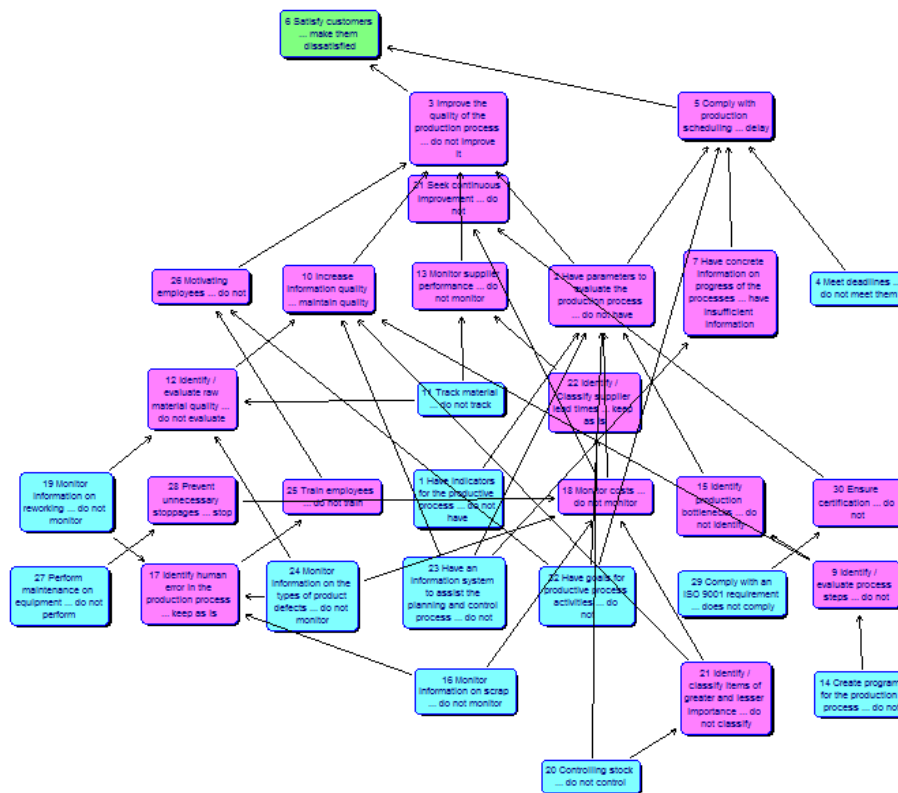 6 Satisfy customers
... make them
dissatisfied
3 Improve the
quality of the
production process
... do not improve
it
5 Comply with
production
scheduling ... delay
31 Seek continuous
improvement ... do
not
26 Motivating
employees ... do not
10 Increase
information quality
... maintain quality
13 Monitor supplier
performance ... do
not monitor
2 Have parameters to
evaluate the
production process
... do not have
7 Have concrete
information on
progress of the
processes ... have
insufficient
information
4 Meet deadlines ...
do not meet them
12 Identify /
evaluate raw
material quality ...
do not evaluate
11 Track material
... do not track
22 Identify /
Classify supplier
lead times ... keep
as is
19 Monitor
information on
reworking ... do not
monitor
28 Prevent
unnecessary
stoppages ... stop
25 Train employees
... do not train
1 Have indicators
for the productive
process ... do not
have
18 Monitor costs ...
do not monitor
15 Identify
production
bottlenecks ... do
not identify
30 Ensure
certification ... do
not
27 Perform
maintenance on
equipment ... do not
perform
17 Identify human
error in the
production process
... keep as is
24 Monitor
information on the
types of product
defects ... do not
monitor
23 Have an
information system
to assist the
planning and control
process ... do not
Have goals for
productive process
activities ... do
not
29 Comply with an
ISO 9001 requirement
... does not comply
9 Identify /
evaluate process
steps ... do not
16 Monitor
information on scrap
... do not monitor
21 Identify /
classify items of
greater and lesser
importance ... do
not classify
14 Create program
for the production
process ... do not
20 Controlling stock
... do not control